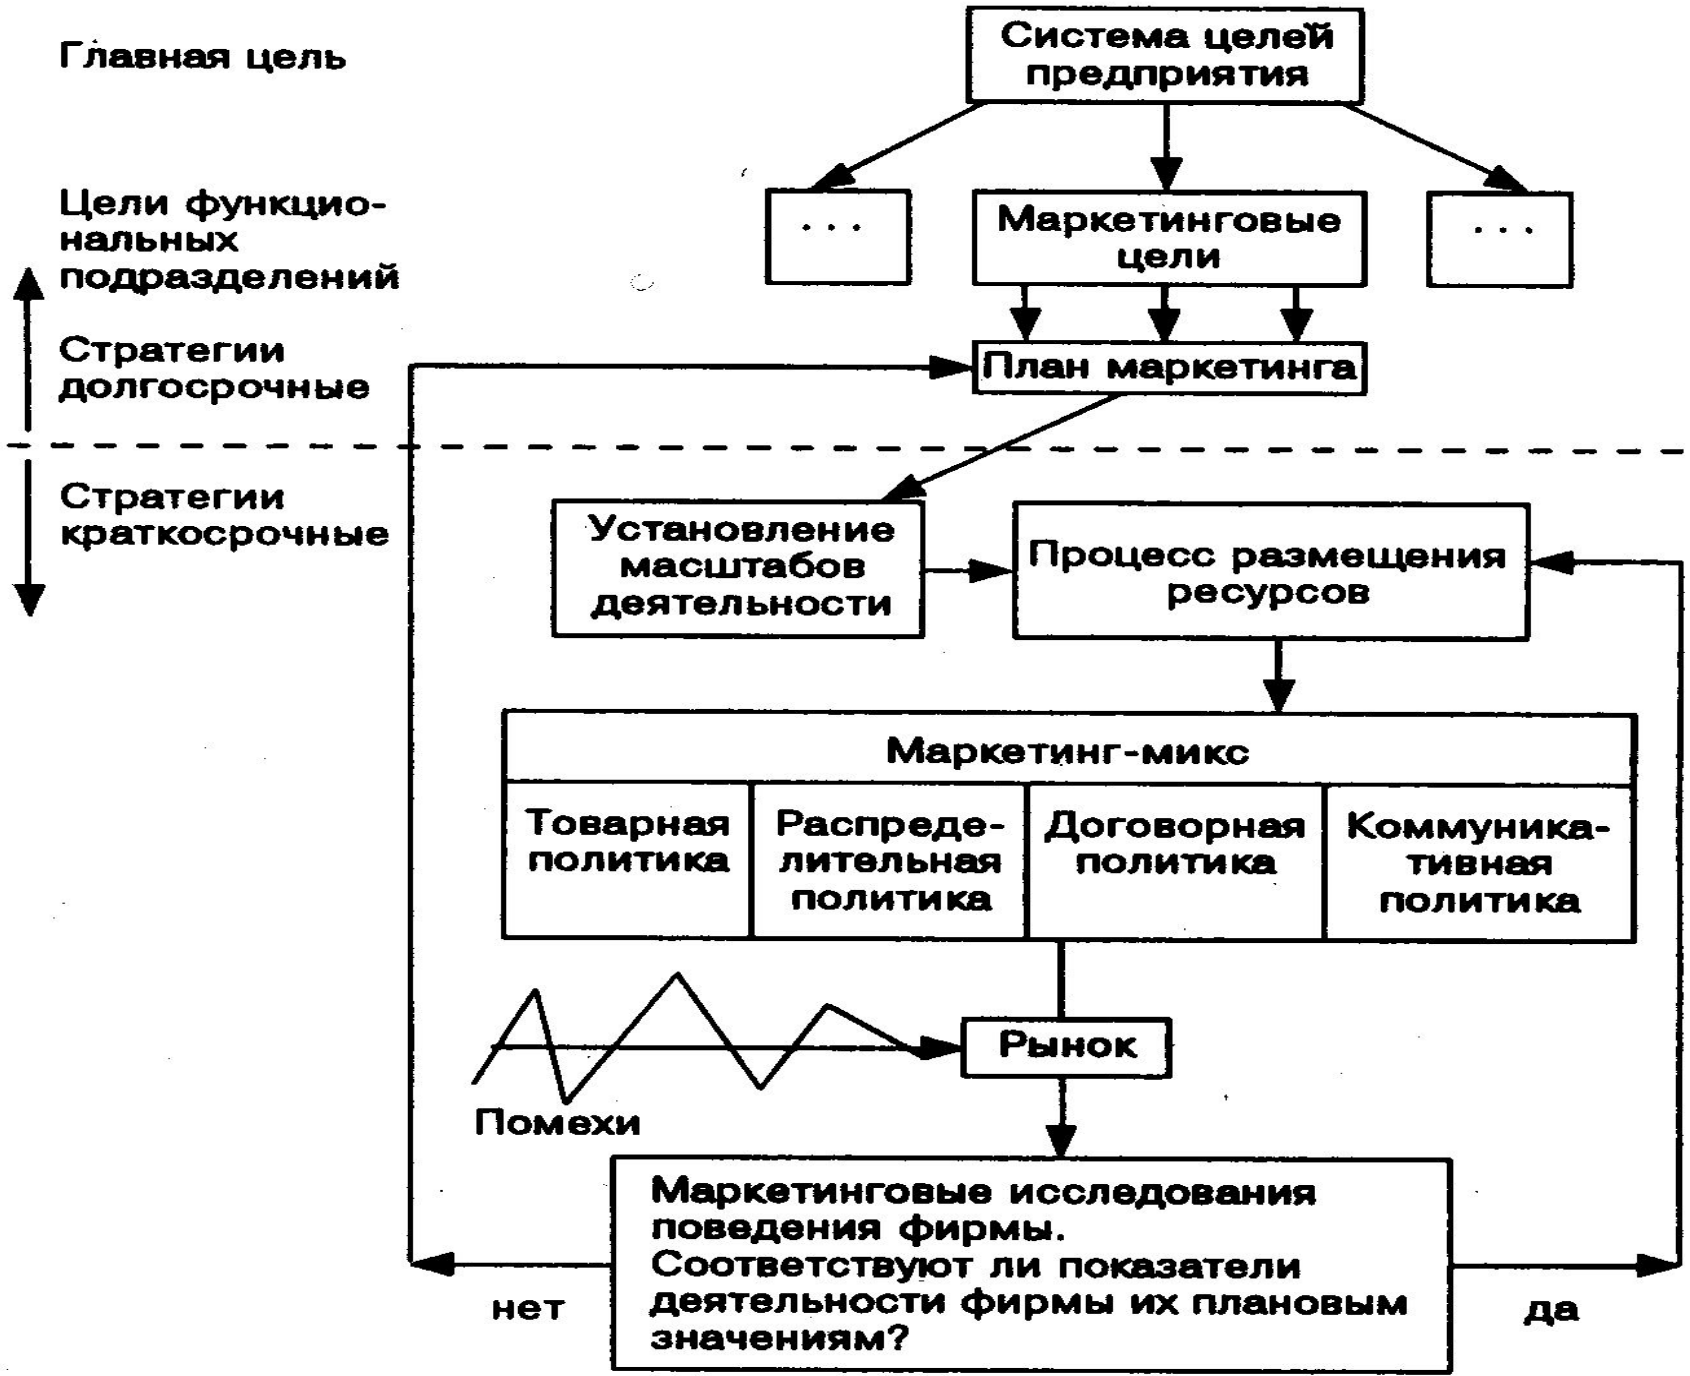 Главная цель
Система целей
предприятия
Цели функцио-
нальных
подразделений
. . .
Маркетинговые
цели
. . .
Стратегии
долгосрочные
План маркетинга
Стратегии
краткосрочные
Установление
масштабов
деятельности
Процесс размещения
ресурсов
Маркетинг-микс
Товарная
политика
Распреде-
лительная
политика
Договорная
политика
Коммуника-
тивная
политика
Рынок
Помехи
Маркетинговые исследования
поведения фирмы.
Соответствуют ли показатели
деятельности фирмы их плановым
значениям?
нет
да